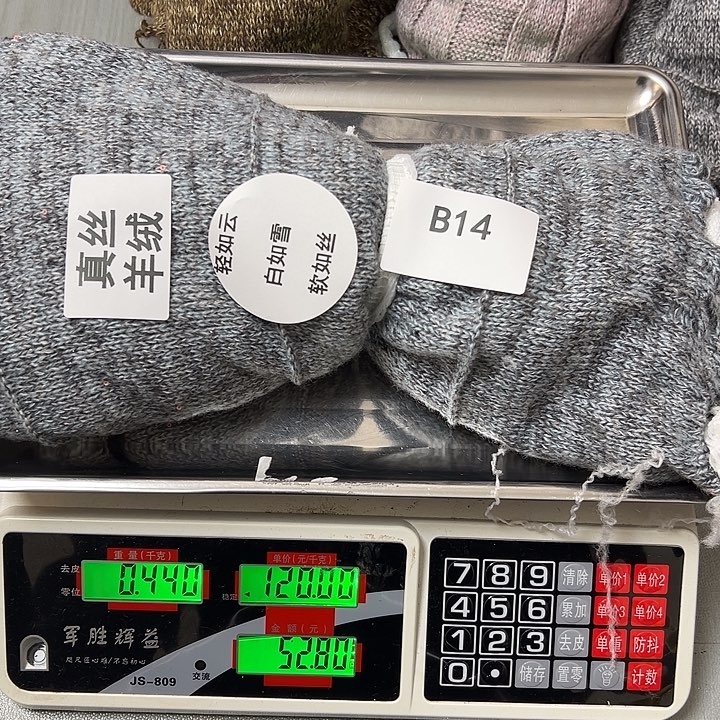 真丝
羊绒
轻如云
白如雪
软如丝
B14
重量(千克)
单价(元/千克)
去皮
零位
0.440
稳定
120.00
金额(元)
52.80
军胜辉益
JS-809
交流
7 8 9 清除 单价1 单价2
4 5 6 累加 单价3 单价4
1 2 3 去皮 单重 防抖
0 • 储存 置零 计数